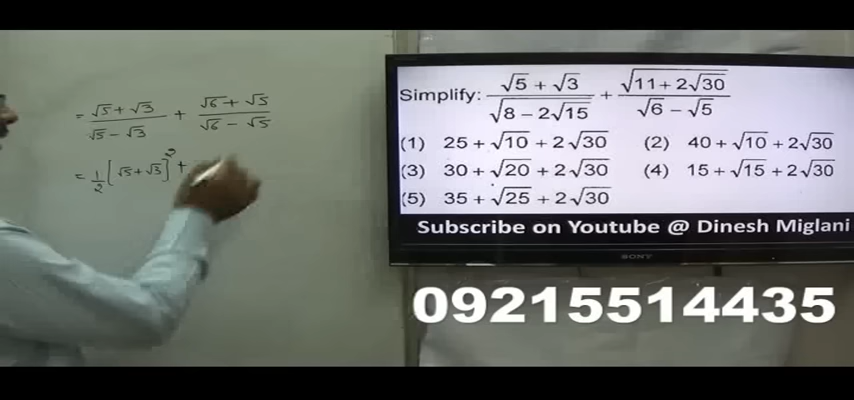 = √5 + √3 / √5 − √3 + √6 + √5 / √6 − √5
= 1/2 [√5 + √3]² +
Simplify: √5 + √3 / √(8 − 2√15) + √(11 + 2√30) / √6 − √5
(1) 25 + √10 + 2√30 (2) 40 + √10 + 2√30
(3) 30 + √20 + 2√30 (4) 15 + √15 + 2√30
(5) 35 + √25 + 2√30
Subscribe on Youtube @ Dinesh Miglani
SONY
09215514435